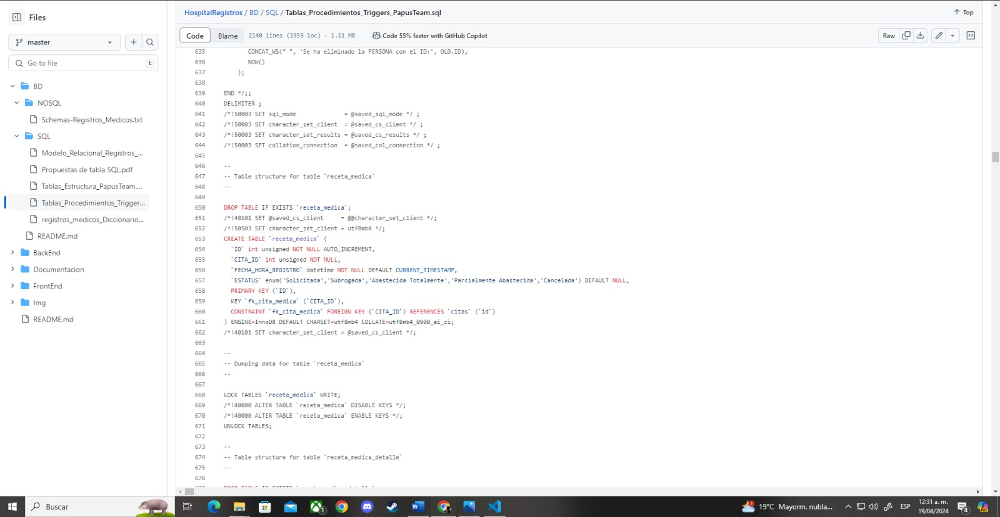 Files
master
Go to file
t
BD
NOSQL
Schemas-Registros_Medicos.txt
SQL
Modelo_Relacional_Registros_...
Propuestas de tabla SQL.pdf
Tablas_Estructura_PapusTeam....
Tablas_Procedimientos_Trigger...
registros_medicos_Diccionario...
README.md
BackEnd
Documentacion
FrontEnd
Img
README.md
HospitalRegistros / BD / SQL / Tablas_Procedimientos_Triggers_PapusTeam.sql
Top
Code Blame 2140 lines (1959 loc) · 1.11 MB Code 55% faster with GitHub Copilot
Raw
635 CONCAT_WS(" ", 'Se ha eliminado la PERSONA con el ID:', OLD.ID),
636 NOW()
637 );
638
639 END */;;
640 DELIMITER ;
641 /*!50003 SET sql_mode = @saved_sql_mode */ ;
642 /*!50003 SET character_set_client = @saved_cs_client */ ;
643 /*!50003 SET character_set_results = @saved_cs_results */ ;
644 /*!50003 SET collation_connection = @saved_col_connection */ ;
645
646 --
647 -- Table structure for table `receta_medica`
648 --
649
650 DROP TABLE IF EXISTS `receta_medica`;
651 /*!40101 SET @saved_cs_client = @@character_set_client */;
652 /*!50503 SET character_set_client = utf8mb4 */;
653 CREATE TABLE `receta_medica` (
654 `ID` int unsigned NOT NULL AUTO_INCREMENT,
655 `CITA_ID` int unsigned NOT NULL,
656 `FECHA_HORA_REGISTRO` datetime NOT NULL DEFAULT CURRENT_TIMESTAMP,
657 `ESTATUS` enum('Solicitada','Subrogada','Abastecida Totalmente','Parcialmente Abastecida','Cancelada') DEFAULT NULL,
658 PRIMARY KEY (`ID`),
659 KEY `fk_cita_medica` (`CITA_ID`),
660 CONSTRAINT `fk_cita_medica` FOREIGN KEY (`CITA_ID`) REFERENCES `citas` (`id`)
661 ) ENGINE=InnoDB DEFAULT CHARSET=utf8mb4 COLLATE=utf8mb4_0900_ai_ci;
662 /*!40101 SET character_set_client = @saved_cs_client */;
663
664 --
665 -- Dumping data for table `receta_medica`
666 --
667
668 LOCK TABLES `receta_medica` WRITE;
669 /*!40000 ALTER TABLE `receta_medica` DISABLE KEYS */;
670 /*!40000 ALTER TABLE `receta_medica` ENABLE KEYS */;
671 UNLOCK TABLES;
672
673 --
674 -- Table structure for table `receta_medica_detalle`
675 --
676
Buscar
1
1
19°C Mayorm. nubla...
ESP
12:31 a. m.
19/04/2024
4